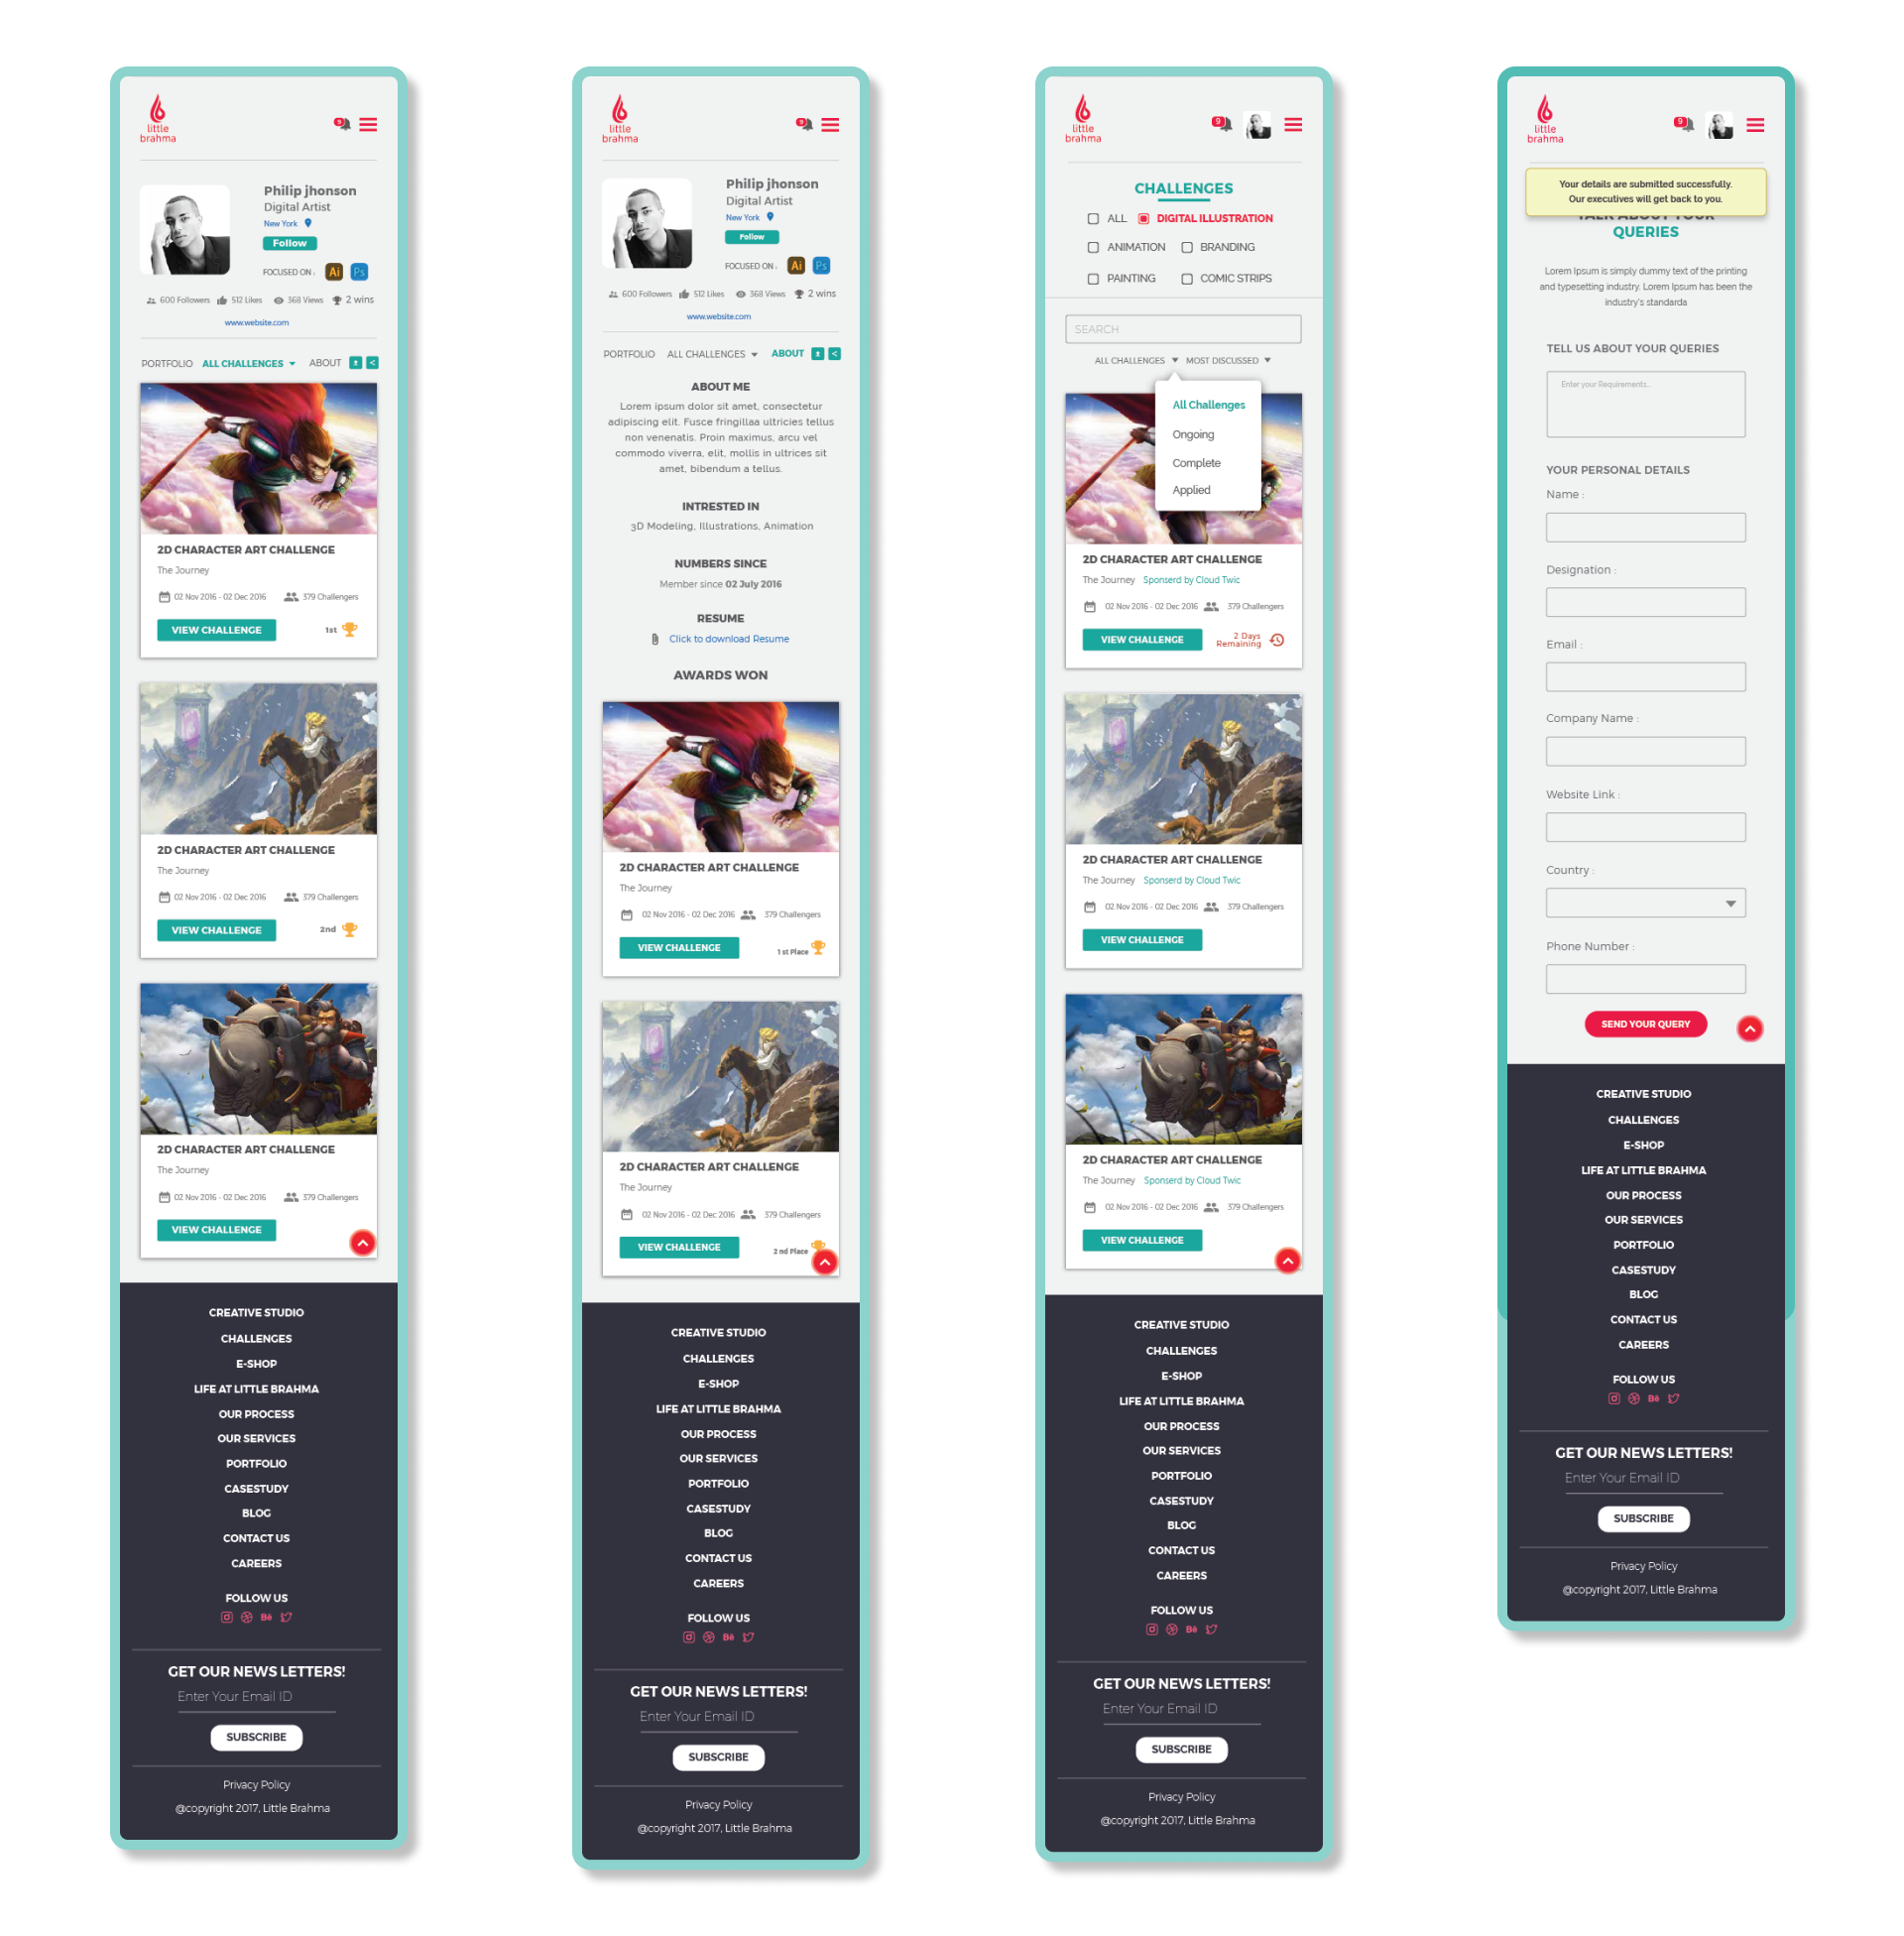 little
brahma
9
Philip jhonson
Digital Artist
New York
Follow
FOCUSED ON :
Ai Ps
600 Followers 512 Likes 368 Views 2 wins
www.website.com
PORTFOLIO ALL CHALLENGES ABOUT
2D CHARACTER ART CHALLENGE
The Journey
02 Nov 2016 - 02 Dec 2016 379 Challengers
VIEW CHALLENGE 1st
2D CHARACTER ART CHALLENGE
The Journey
02 Nov 2016 - 02 Dec 2016 379 Challengers
VIEW CHALLENGE 2nd
2D CHARACTER ART CHALLENGE
The Journey
02 Nov 2016 - 02 Dec 2016 379 Challengers
VIEW CHALLENGE
CREATIVE STUDIO
CHALLENGES
E-SHOP
LIFE AT LITTLE BRAHMA
OUR PROCESS
OUR SERVICES
PORTFOLIO
CASESTUDY
BLOG
CONTACT US
CAREERS
FOLLOW US
Bē
GET OUR NEWS LETTERS!
Enter Your Email ID
SUBSCRIBE
Privacy Policy
@copyright 2017, Little Brahma
little
brahma
9
Philip jhonson
Digital Artist
New York
Follow
FOCUSED ON :
Ai Ps
600 Followers 512 Likes 368 Views 2 wins
www.website.com
PORTFOLIO ALL CHALLENGES ABOUT
ABOUT ME
Lorem ipsum dolor sit amet, consectetur
adipiscing elit. Fusce fringillaa ultricies tellus
non venenatis. Proin maximus, arcu vel
commodo viverra, elit, mollis in ultrices sit
amet, bibendum a tellus.
INTRESTED IN
3D Modeling, Illustrations, Animation
NUMBERS SINCE
Member since 02 July 2016
RESUME
Click to download Resume
AWARDS WON
2D CHARACTER ART CHALLENGE
The Journey
02 Nov 2016 - 02 Dec 2016 379 Challengers
VIEW CHALLENGE 1 st Place
2D CHARACTER ART CHALLENGE
The Journey
02 Nov 2016 - 02 Dec 2016 379 Challengers
VIEW CHALLENGE 2 nd Place
CREATIVE STUDIO
CHALLENGES
E-SHOP
LIFE AT LITTLE BRAHMA
OUR PROCESS
OUR SERVICES
PORTFOLIO
CASESTUDY
BLOG
CONTACT US
CAREERS
FOLLOW US
Bē
GET OUR NEWS LETTERS!
Enter Your Email ID
SUBSCRIBE
Privacy Policy
@copyright 2017, Little Brahma
little
brahma
9
CHALLENGES
ALL DIGITAL ILLUSTRATION
ANIMATION BRANDING
PAINTING COMIC STRIPS
SEARCH
ALL CHALLENGES MOST DISCUSSED
All Challenges
Ongoing
Complete
Applied
2D CHARACTER ART CHALLENGE
The Journey Sponserd by Cloud Twic
02 Nov 2016 - 02 Dec 2016 379 Challengers
VIEW CHALLENGE 2 Days
Remaining
2D CHARACTER ART CHALLENGE
The Journey Sponserd by Cloud Twic
02 Nov 2016 - 02 Dec 2016 379 Challengers
VIEW CHALLENGE
2D CHARACTER ART CHALLENGE
The Journey Sponserd by Cloud Twic
02 Nov 2016 - 02 Dec 2016 379 Challengers
VIEW CHALLENGE
CREATIVE STUDIO
CHALLENGES
E-SHOP
LIFE AT LITTLE BRAHMA
OUR PROCESS
OUR SERVICES
PORTFOLIO
CASESTUDY
BLOG
CONTACT US
CAREERS
FOLLOW US
Bē
GET OUR NEWS LETTERS!
Enter Your Email ID
SUBSCRIBE
Privacy Policy
@copyright 2017, Little Brahma
little
brahma
9
Your details are submitted successfully.
Our executives will get back to you.
TALK ABOUT YOUR
QUERIES
Lorem Ipsum is simply dummy text of the printing
and typesetting industry. Lorem Ipsum has been the
industry's standarda
TELL US ABOUT YOUR QUERIES
Enter your Requirements...
YOUR PERSONAL DETAILS
Name :
Designation :
Email :
Company Name :
Website Link :
Country :
Phone Number :
SEND YOUR QUERY
CREATIVE STUDIO
CHALLENGES
E-SHOP
LIFE AT LITTLE BRAHMA
OUR PROCESS
OUR SERVICES
PORTFOLIO
CASESTUDY
BLOG
CONTACT US
CAREERS
FOLLOW US
Bē
GET OUR NEWS LETTERS!
Enter Your Email ID
SUBSCRIBE
Privacy Policy
@copyright 2017, Little Brahma